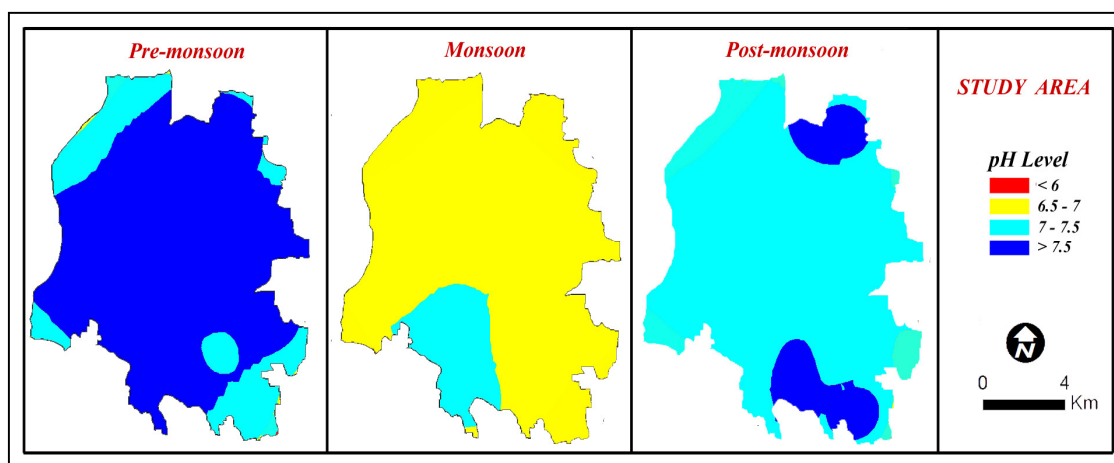 Pre-monsoon
Monsoon
Post-monsoon
STUDY AREA
pH Level
< 6
6.5 - 7
7 - 7.5
> 7.5
N
0 4
Km